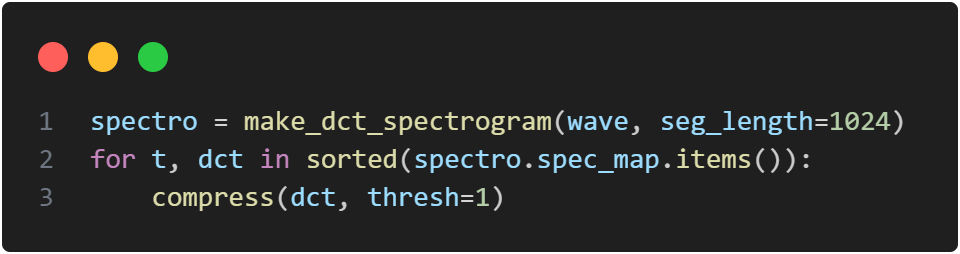 1 spectro = make_dct_spectrogram(wave, seg_length=1024)
2 for t, dct in sorted(spectro.spec_map.items()):
3     compress(dct, thresh=1)